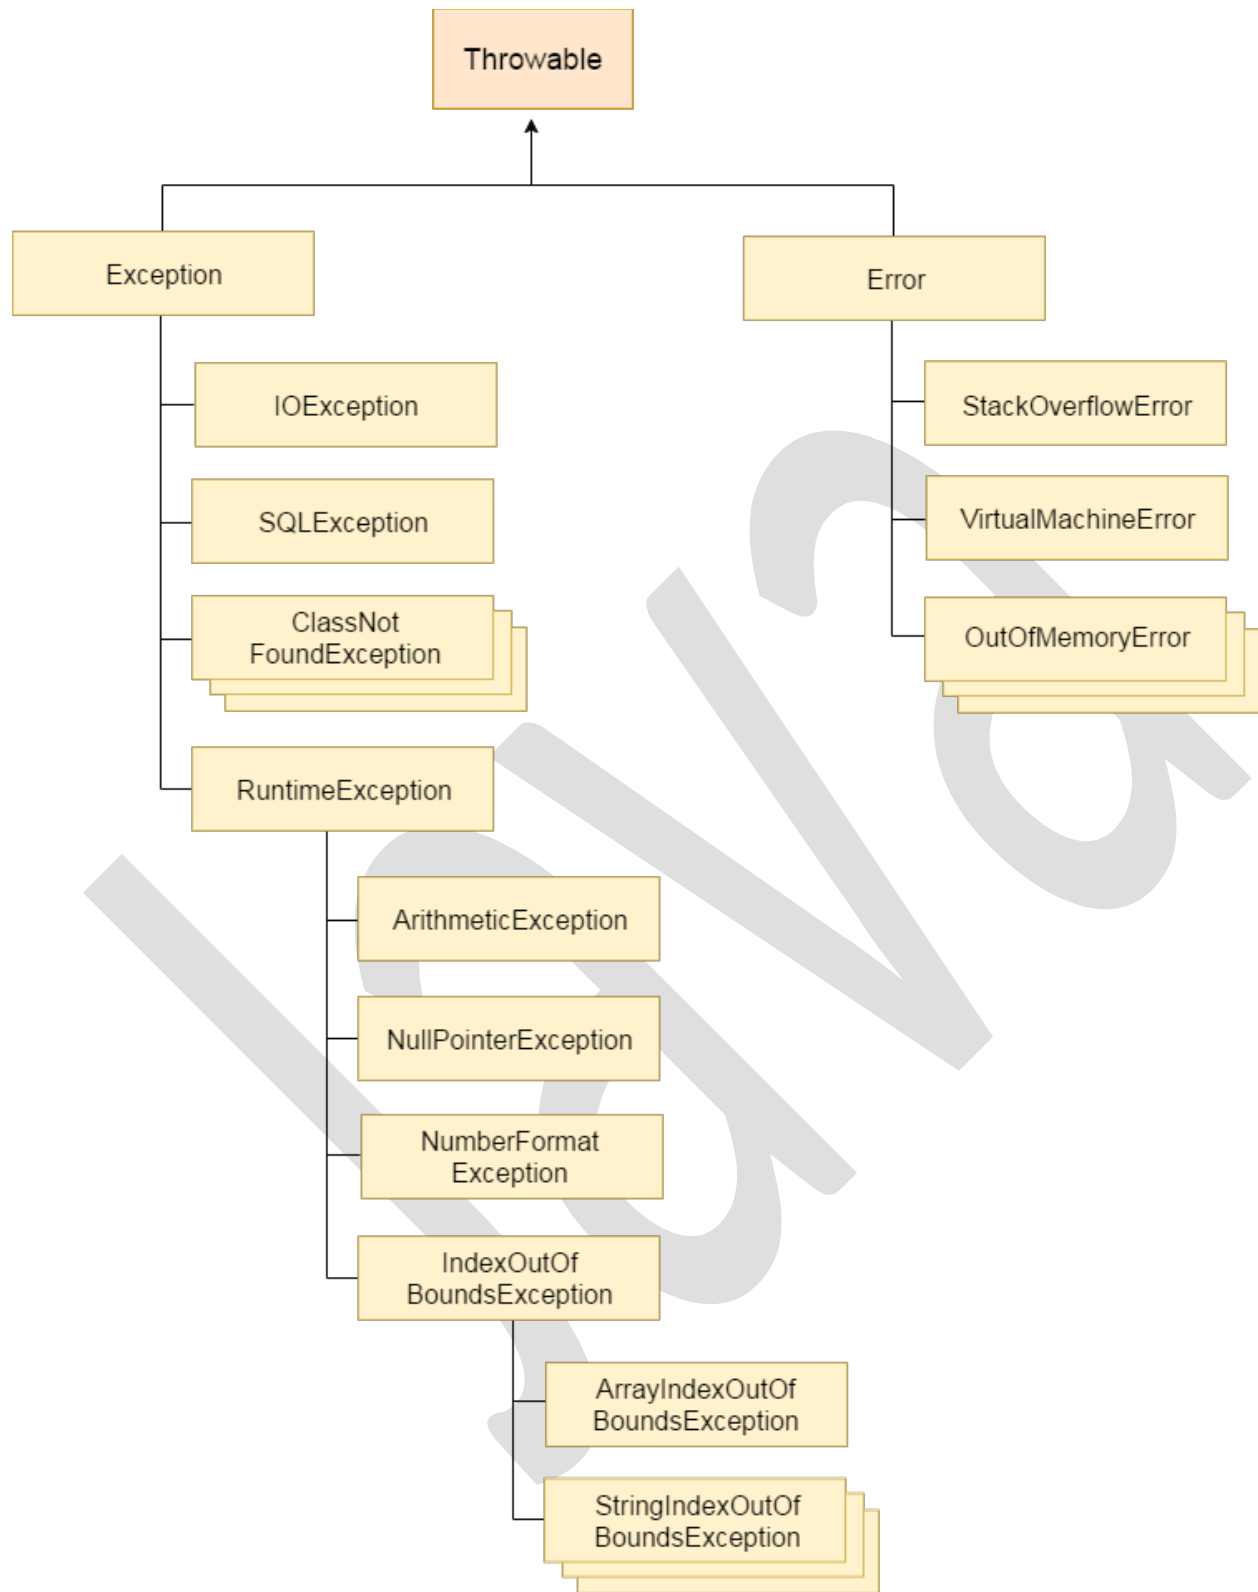 Throwable
Exception
Error
IOException
StackOverflowError
SQLException
VirtualMachineError
ClassNot
FoundException
OutOfMemoryError
RuntimeException
ArithmeticException
NullPointerException
NumberFormat
Exception
IndexOutOf
BoundsException
ArrayIndexOutOf
BoundsException
StringIndexOutOf
BoundsException
Java